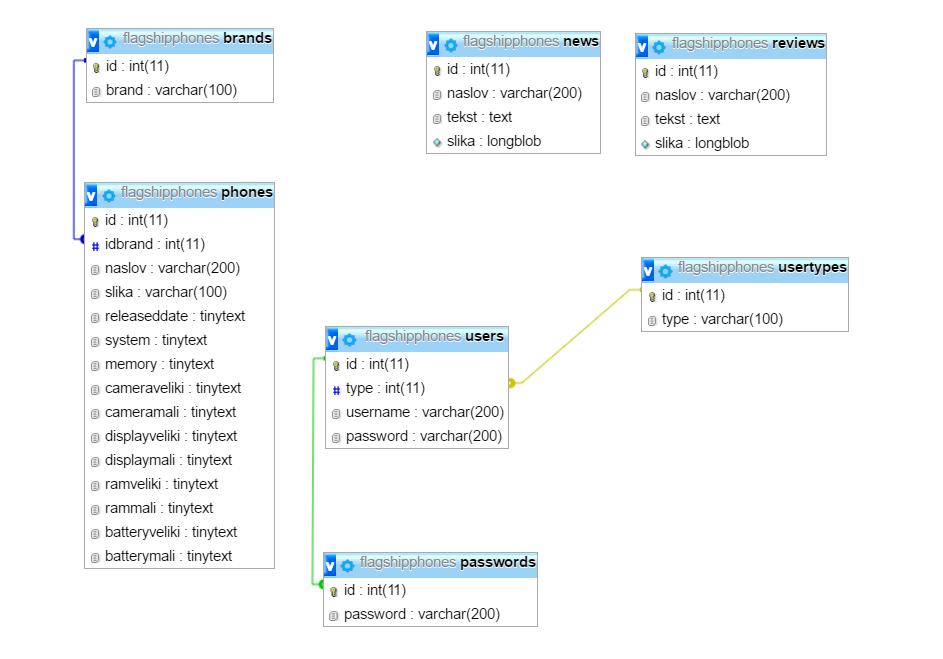 v flagshipphones brands
id : int(11)
brand : varchar(100)
v flagshipphones news
id : int(11)
naslov : varchar(200)
tekst : text
slika : longblob
v flagshipphones reviews
id : int(11)
naslov : varchar(200)
tekst : text
slika : longblob
v flagshipphones phones
id : int(11)
# idbrand : int(11)
naslov : varchar(200)
slika : varchar(100)
releaseddate : tinytext
system : tinytext
memory : tinytext
cameraveliki : tinytext
cameramali : tinytext
displayveliki : tinytext
displaymali : tinytext
ramveliki : tinytext
rammali : tinytext
batteryveliki : tinytext
batterymali : tinytext
v flagshipphones usertypes
id : int(11)
type : varchar(100)
v flagshipphones users
id : int(11)
# type : int(11)
username : varchar(200)
password : varchar(200)
v flagshipphones passwords
id : int(11)
password : varchar(200)